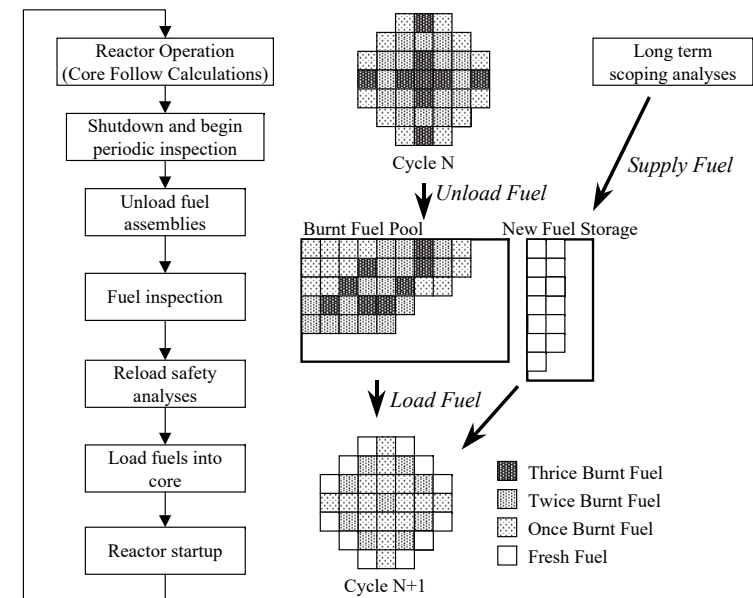 Reactor Operation
(Core Follow Calculations)
Shutdown and begin
periodic inspection
Unload fuel
assemblies
Fuel inspection
Reload safety
analyses
Load fuels into
core
Reactor startup
Cycle N
Long term
scoping analyses
Unload Fuel
Supply Fuel
Burnt Fuel Pool
New Fuel Storage
Load Fuel
Cycle N+1
Thrice Burnt Fuel
Twice Burnt Fuel
Once Burnt Fuel
Fresh Fuel